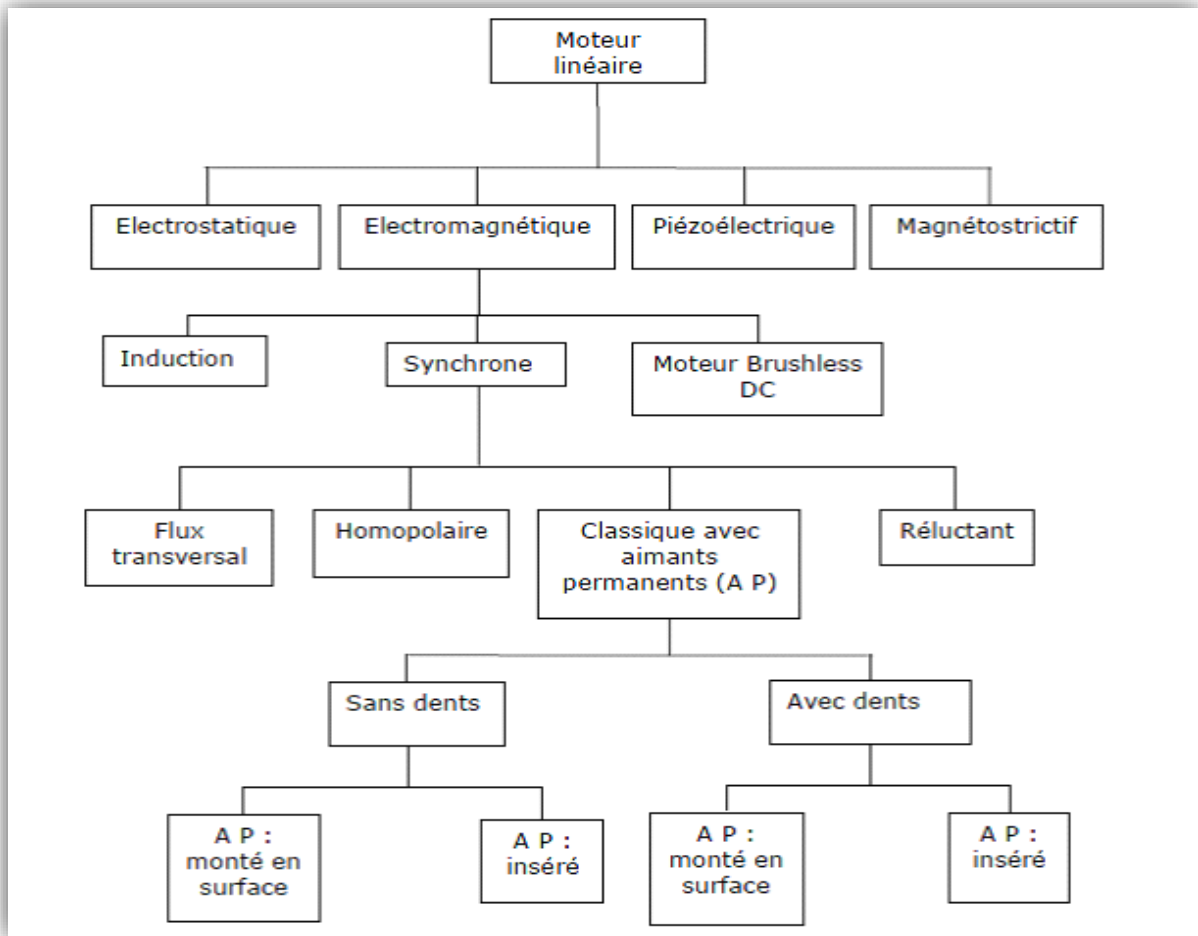 Moteur
linéaire
Electrostatique
Electromagnétique
Piézoélectrique
Magnétostrictif
Induction
Synchrone
Moteur Brushless
DC
Flux
transversal
Homopolaire
Classique avec
aimants
permanents (A P)
Réluctant
Sans dents
Avec dents
A P :
monté en
surface
A P :
inséré
A P :
monté en
surface
A P :
inséré